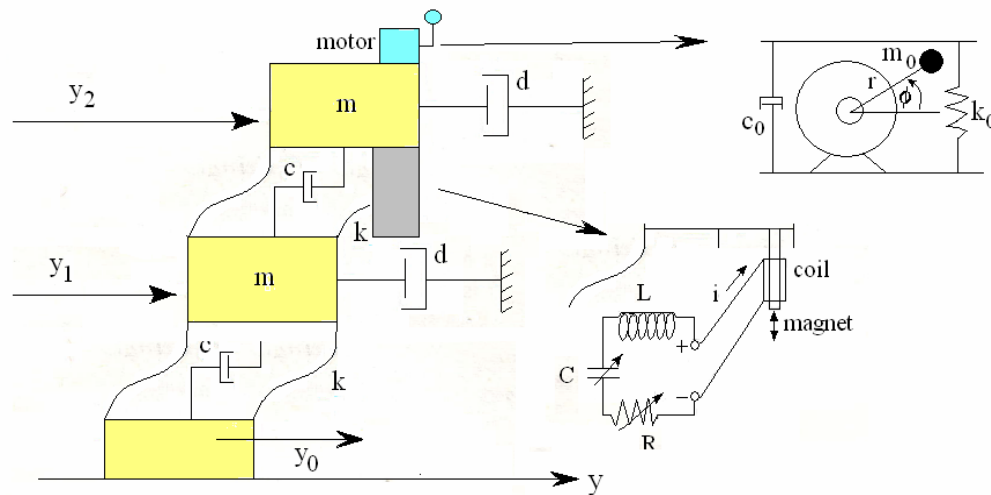 motor
m₀
r
ϕ
c₀
k₀
y₂
m
d
c
k
y₁
m
d
coil
i
L
magnet
+
C
c
k
−
R
y₀
y